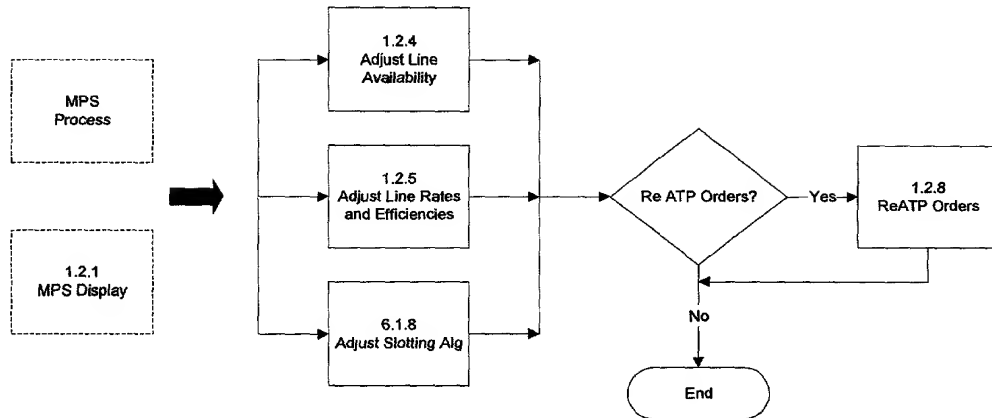 MPS
Process
1.2.1
MPS Display
1.2.4
Adjust Line
Availability
1.2.5
Adjust Line Rates
and Efficiencies
6.1.8
Adjust Slotting Alg
Re ATP Orders?
Yes
1.2.8
ReATP Orders
No
End